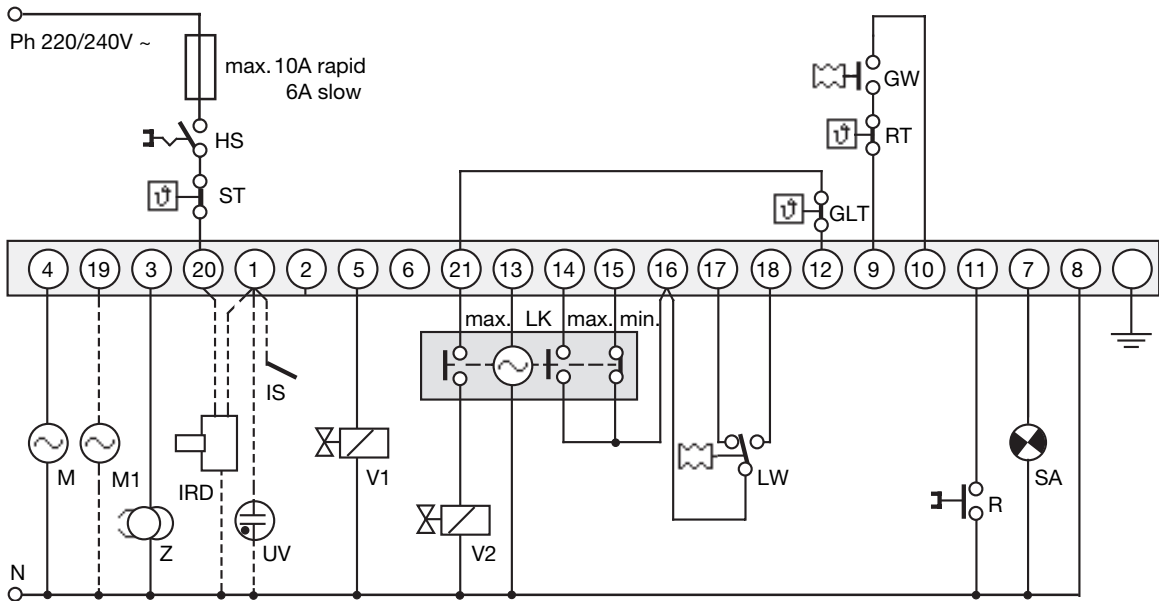 Ph 220/240V ~
max. 10A rapid
6A slow
HS
ST
GW
RT
GLT
ϑ
ϑ
ϑ
4 19 3 20 1 2 5 6 21 13 14 15 16 17 18 12 9 10 11 7 8
max. LK max. min.
IS
M
M1
IRD
Z
UV
V1
V2
LW
R
SA
N